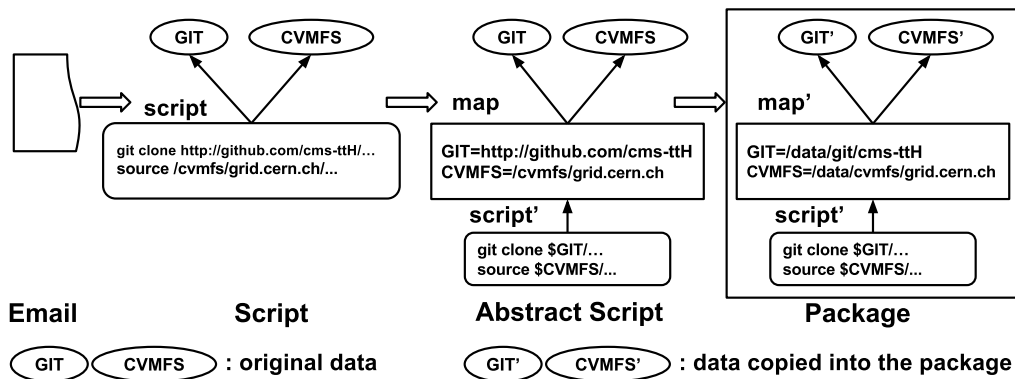 GIT CVMFS GIT CVMFS GIT’ CVMFS’
script map map’
git clone http://github.com/cms-ttH/…
source /cvmfs/grid.cern.ch/...
GIT=http://github.com/cms-ttH
CVMFS=/cvmfs/grid.cern.ch
GIT=/data/git/cms-ttH
CVMFS=/data/cvmfs/grid.cern.ch
script’ script’
git clone $GIT/…
source $CVMFS/...
git clone $GIT/…
source $CVMFS/...
Email Script Abstract Script Package
GIT CVMFS : original data GIT’ CVMFS’ : data copied into the package